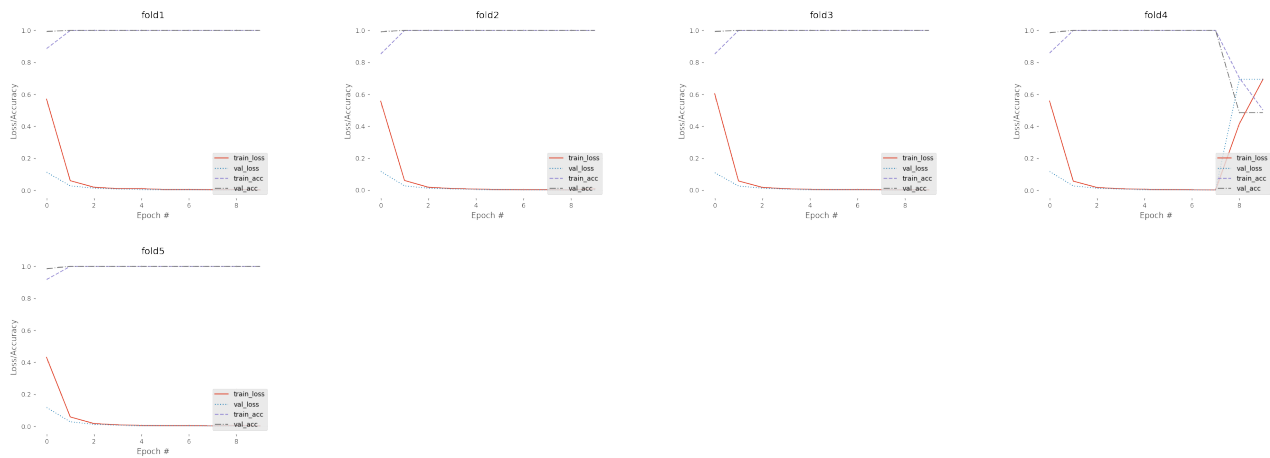 fold1
1.0
0.8
0.6
0.4
0.2
0.0
Loss/Accuracy
train_loss
val_loss
train_acc
val_acc
0 2 4 6 8
Epoch #
fold2
1.0
0.8
0.6
0.4
0.2
0.0
Loss/Accuracy
train_loss
val_loss
train_acc
val_acc
0 2 4 6 8
Epoch #
fold3
1.0
0.8
0.6
0.4
0.2
0.0
Loss/Accuracy
train_loss
val_loss
train_acc
val_acc
0 2 4 6 8
Epoch #
fold4
1.0
0.8
0.6
0.4
0.2
0.0
Loss/Accuracy
train_loss
val_loss
train_acc
val_acc
0 2 4 6 8
Epoch #
fold5
1.0
0.8
0.6
0.4
0.2
0.0
Loss/Accuracy
train_loss
val_loss
train_acc
val_acc
0 2 4 6 8
Epoch #